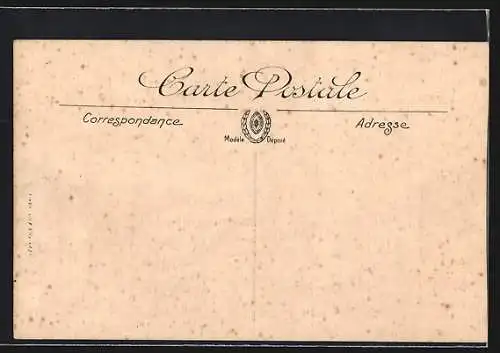 Carte Postale
Correspondance
Adresse
Modèle Déposé